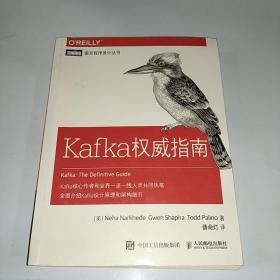 O'REILLY®
图灵程序设计丛书
Kafka权威指南
Kafka: The Definitive Guide
Kafka核心作者和业界一流一线人员共同执笔
全面介绍Kafka设计原理和架构细节
[美] Neha Narkhede Gwen Shapira Todd Palino 著
薛命灯 译
中国工信出版集团 人民邮电出版社